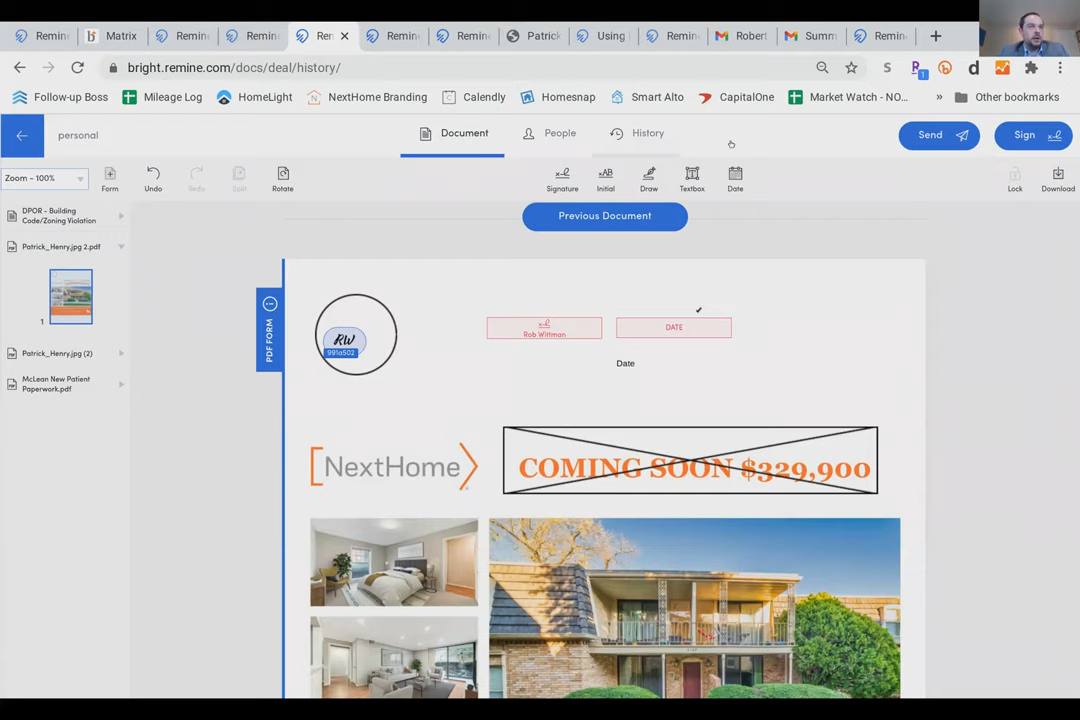 Remine
Matrix
Remine
Remine
Ren
Remine
Remine
Patrick
Using
Remine
Robert
Summ
Remine
bright.remine.com/docs/deal/history/
Follow-up Boss
Mileage Log
HomeLight
NextHome Branding
Calendly
Homesnap
Smart Alto
CapitalOne
Market Watch - NO...
Other bookmarks
personal
Document
People
History
Send
Sign
Zoom - 100%
Form
Undo
Redo
Split
Rotate
Signature
Initial
Draw
Textbox
Date
Lock
Download
DPOR - Building
Code/Zoning Violation
Patrick_Henry.jpg 2.pdf
1
Patrick_Henry.jpg (2)
McLean New Patient
Paperwork.pdf
Previous Document
PDF FORM
RW
991a502
Rob Wittman
DATE
Date
NextHome
COMING SOON $329,900